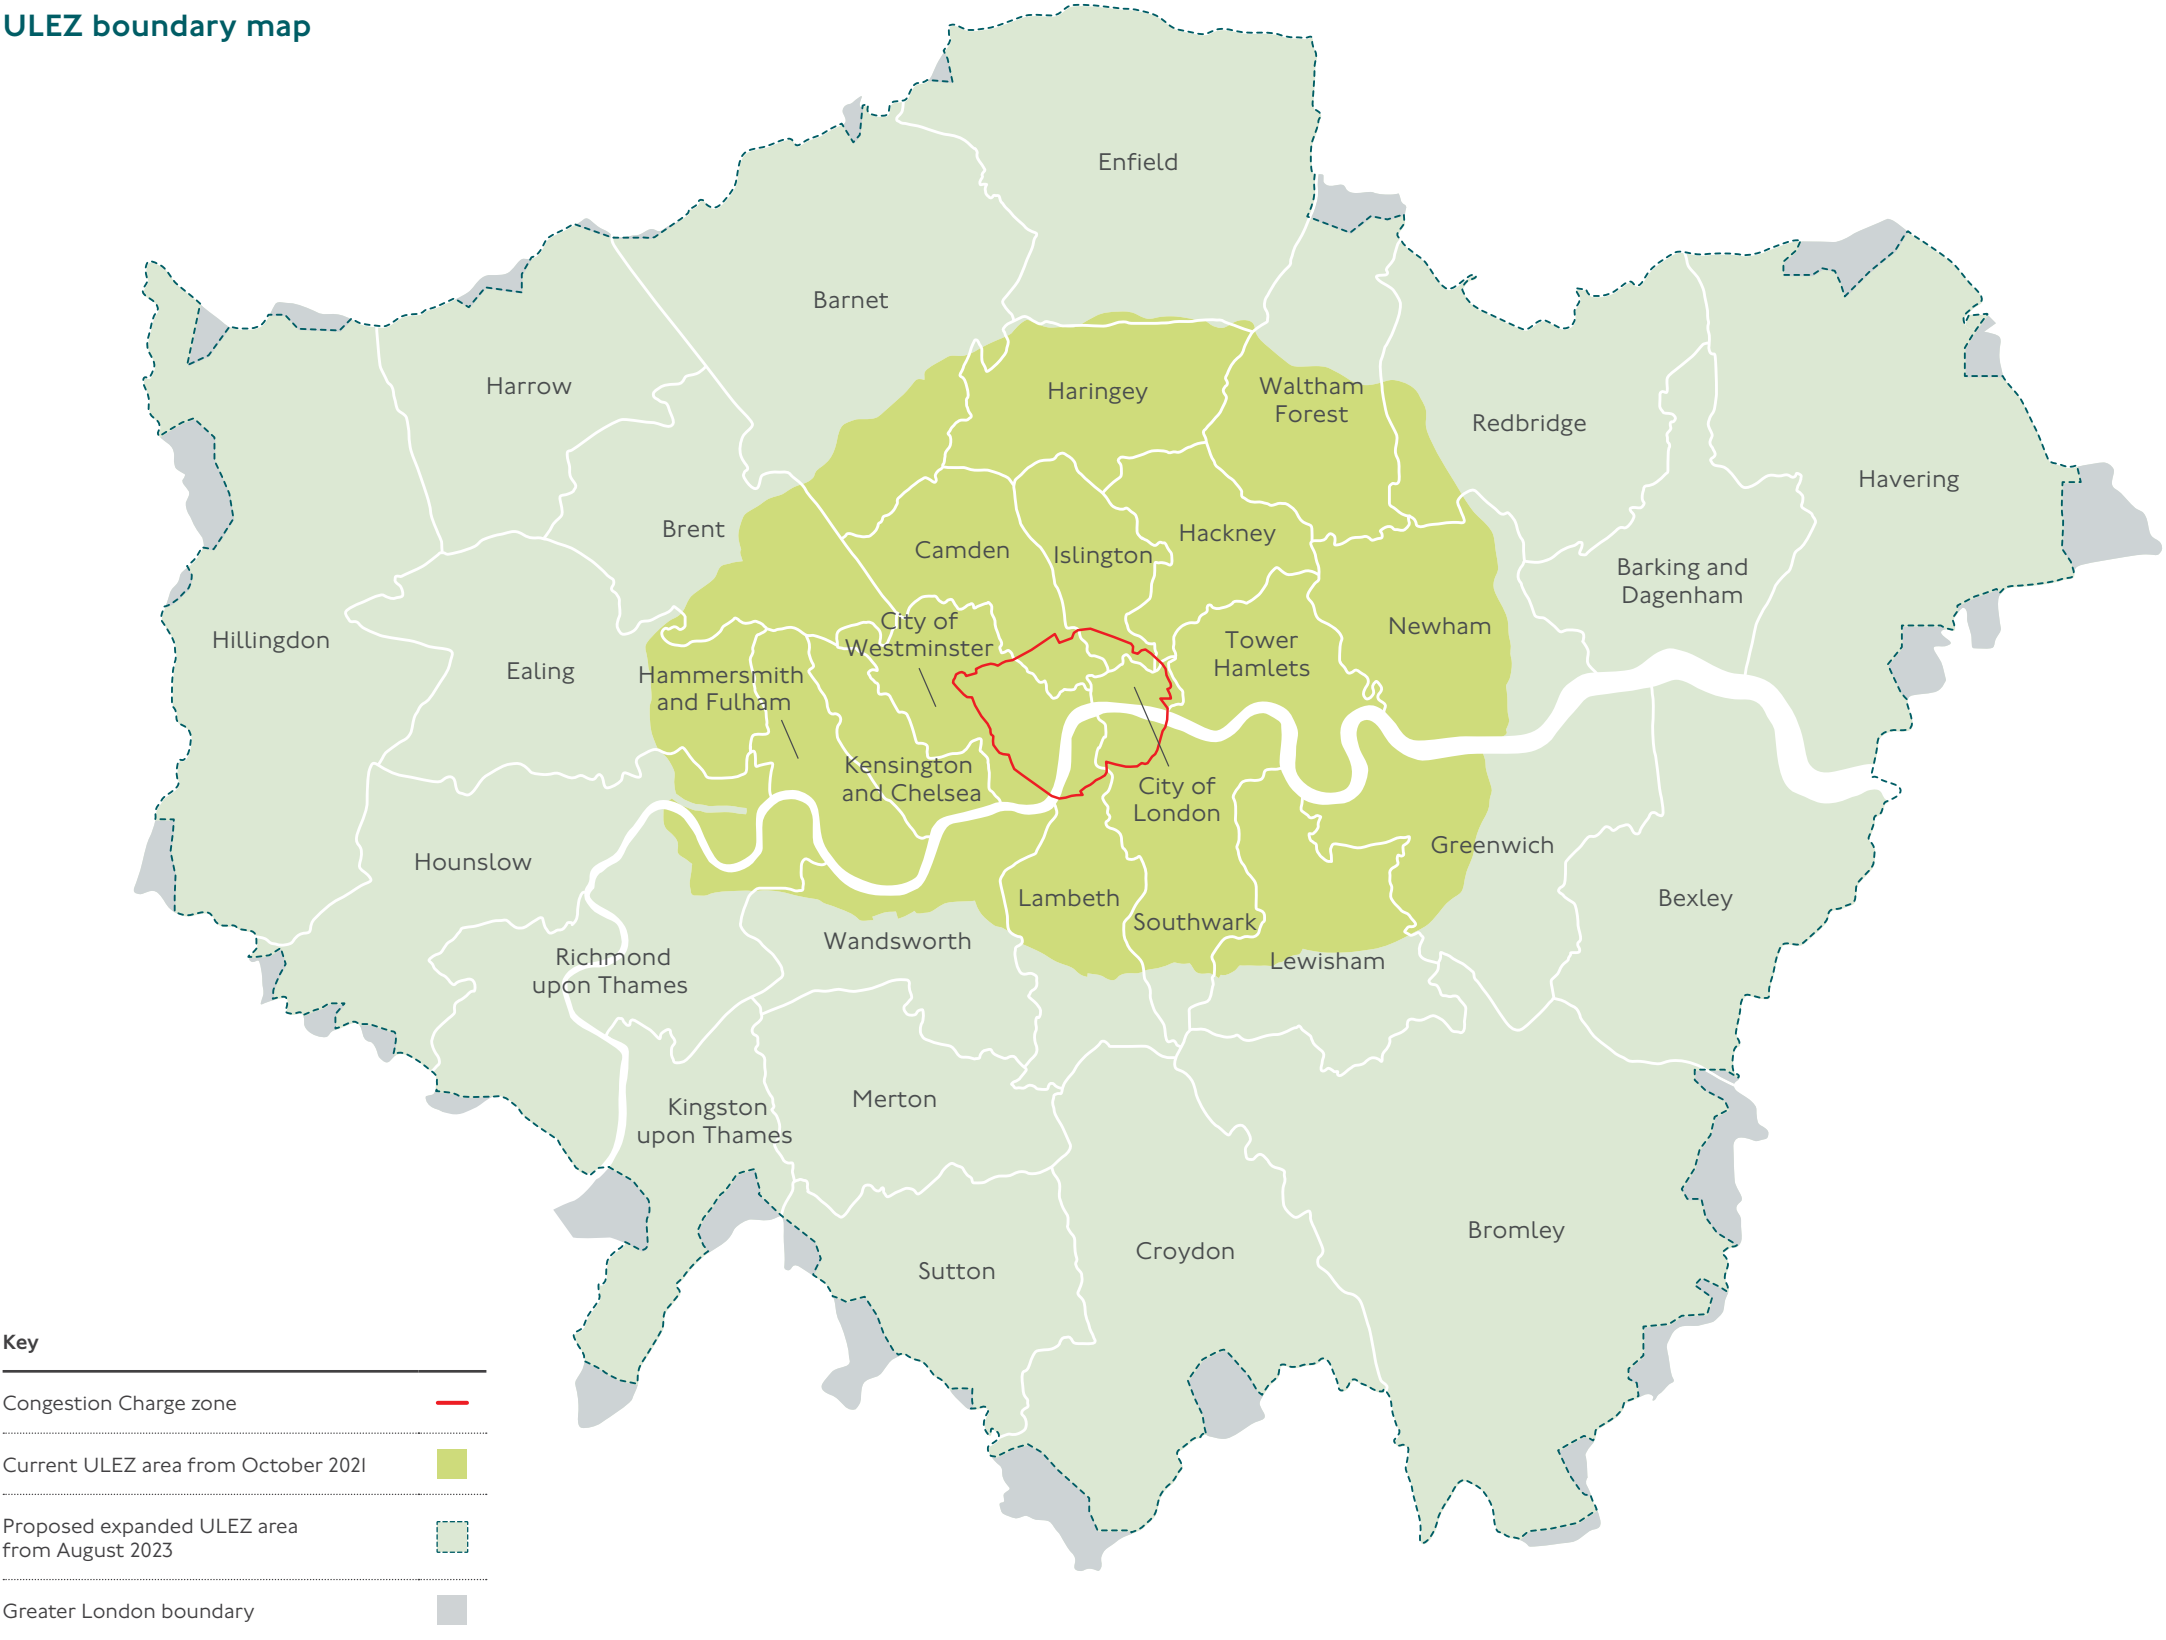 ULEZ boundary map
Enfield
Barnet
Harrow
Haringey
Waltham
Forest
Redbridge
Havering
Brent
Camden
Islington
Hackney
Barking and
Dagenham
Hillingdon
Ealing
City of
Westminster
Tower
Hamlets
Newham
Hammersmith
and Fulham
Kensington
and Chelsea
City of
London
Hounslow
Greenwich
Lambeth
Southwark
Bexley
Wandsworth
Lewisham
Richmond
upon Thames
Kingston
upon Thames
Merton
Sutton
Croydon
Bromley
Key
Congestion Charge zone
Current ULEZ area from October 2021
Proposed expanded ULEZ area
from August 2023
Greater London boundary